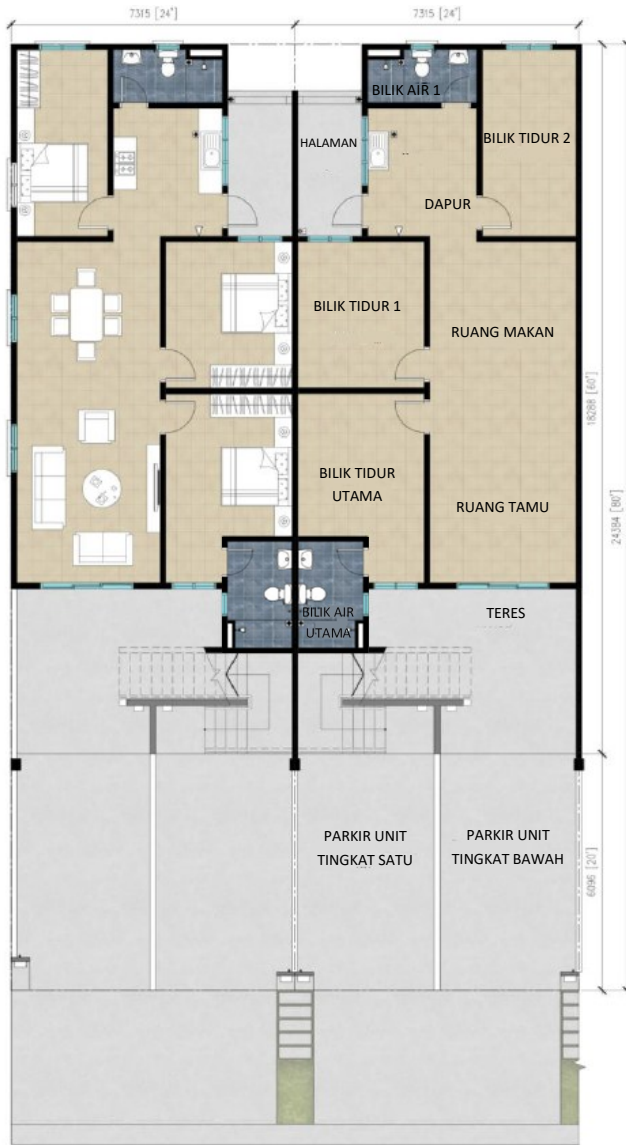 7315 [24']
7315 [24']
BILIK AIR 1
HALAMAN
BILIK TIDUR 2
DAPUR
BILIK TIDUR 1
RUANG MAKAN
18288 [60']
24384 [80']
BILIK TIDUR
UTAMA
RUANG TAMU
BILIK AIR
UTAMA
TERES
PARKIR UNIT
TINGKAT SATU
PARKIR UNIT
TINGKAT BAWAH
6096 [20']